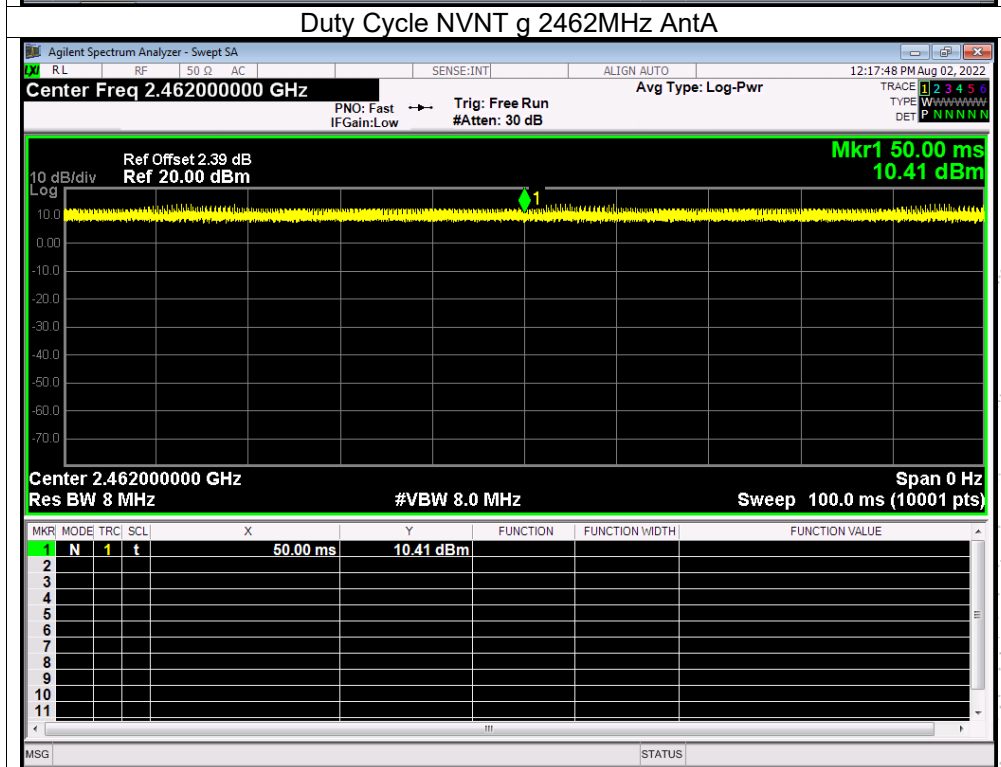 Duty Cycle NVNT g 2462MHz AntA
Agilent Spectrum Analyzer - Swept SA
LXI RL RF 50 Ω AC SENSE:INT ALIGN AUTO 12:17:48 PM Aug 02, 2022
Center Freq 2.462000000 GHz Avg Type: Log-Pwr TRACE 1 2 3 4 5 6
PNO: Fast Trig: Free Run TYPE WWWWWW
IFGain:Low #Atten: 30 dB DET P N N N N N
Mkr1 50.00 ms
Ref Offset 2.39 dB
10 dB/div Ref 20.00 dBm 10.41 dBm
Log
1
10.0
0.00
-10.0
-20.0
-30.0
-40.0
-50.0
-60.0
-70.0
Center 2.462000000 GHz Span 0 Hz
Res BW 8 MHz #VBW 8.0 MHz Sweep 100.0 ms (10001 pts)
MKR MODE TRC SCL X Y FUNCTION FUNCTION WIDTH FUNCTION VALUE
1 N 1 t 50.00 ms 10.41 dBm
2
3
4
5
6
7
8
9
10
11
MSG STATUS